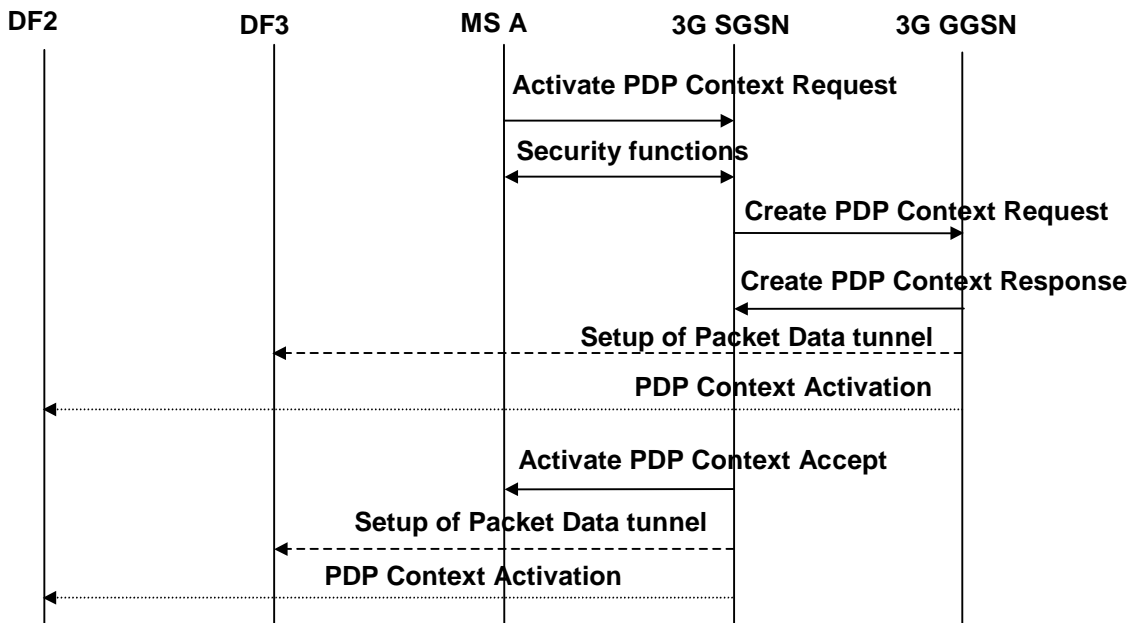 DF2 DF3 MS A 3G SGSN 3G GGSN
Activate PDP Context Request
Security functions
Create PDP Context Request
Create PDP Context Response
Setup of Packet Data tunnel
PDP Context Activation
Activate PDP Context Accept
Setup of Packet Data tunnel
PDP Context Activation